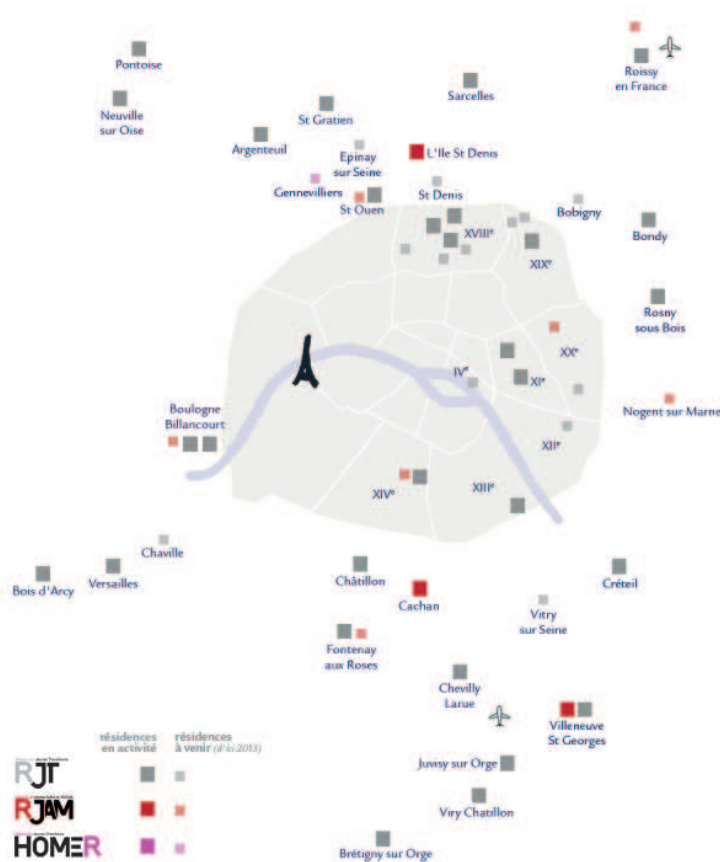 Pontoise
Roissy
en France
Sarcelles
Neuville
sur Oise
St Gratien
Argenteuil
Epinay
sur Seine
L'Ile St Denis
Gennevilliers
St Denis
St Ouen
Bobigny
Bondy
XVIIIᵉ
XIXᵉ
Rosny
sous Bois
XXᵉ
IVᵉ
XIᵉ
Nogent sur Marne
Boulogne
Billancourt
XIIᵉ
XIVᵉ
XIIIᵉ
Chaville
Bois d'Arcy
Versailles
Châtillon
Créteil
Cachan
Vitry
sur Seine
Fontenay
aux Roses
Chevilly
Larue
Villeneuve
St Georges
Juvisy sur Orge
Viry Chatillon
Brétigny sur Orge
résidences
en activité
résidences
à venir (d'ici 2013)
RJT
RJAM
HOMER